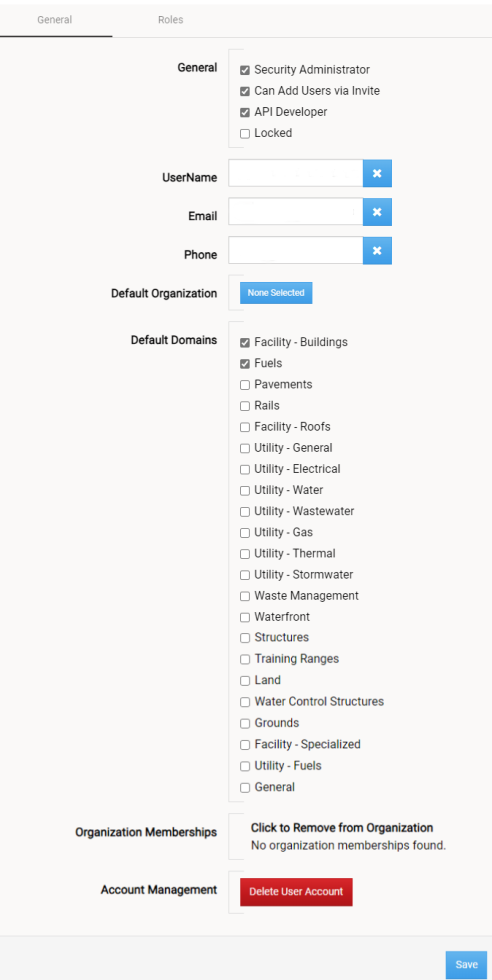 General Roles
General
Security Administrator
Can Add Users via Invite
API Developer
Locked
UserName
Email
Phone
Default Organization None Selected
Default Domains
Facility - Buildings
Fuels
Pavements
Rails
Facility - Roofs
Utility - General
Utility - Electrical
Utility - Water
Utility - Wastewater
Utility - Gas
Utility - Thermal
Utility - Stormwater
Waste Management
Waterfront
Structures
Training Ranges
Land
Water Control Structures
Grounds
Facility - Specialized
Utility - Fuels
General
Organization Memberships Click to Remove from Organization
No organization memberships found.
Account Management Delete User Account
Save